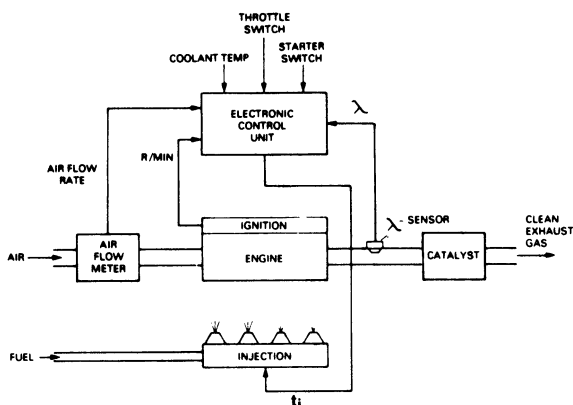 THROTTLE
SWITCH
STARTER
SWITCH
COOLANT TEMP
ELECTRONIC
CONTROL
UNIT
λ
R/MIN
AIR FLOW
RATE
IGNITION
ENGINE
λ- SENSOR
CLEAN
EXHAUST
GAS
CATALYST
AIR
AIR
FLOW
METER
FUEL
INJECTION
ti